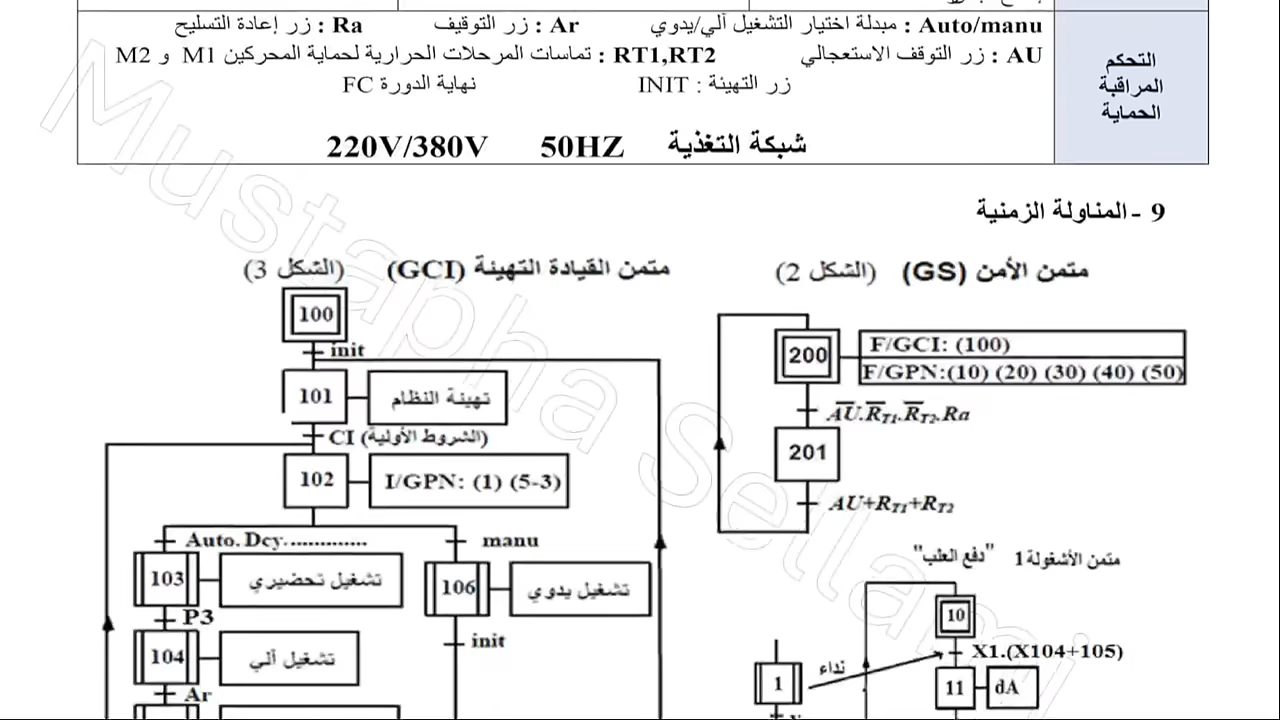 Auto/manu : مبدلة اختيار التشغيل آلي/يدوي Ar : زر التوقيف Ra : زر إعادة التسليح
AU : زر التوقف الاستعجالي RT1,RT2 : تماسات المرحلات الحرارية لحماية المحركين M1 و M2
زر التهيئة : INIT نهاية الدورة FC
شبكة التغذية 220V/380V 50HZ
التحكم
المراقبة
الحماية
9 - المناولة الزمنية
متمن الأمن (GS) (الشكل 2)
200
F/GCI: (100)
F/GPN:(10) (20) (30) (40) (50)
A̅U̅.R̅T1.R̅T2.Ra
201
AU+RT1+RT2
متمن القيادة التهيئة (GCI) (الشكل 3)
100
init
101 تهيئة النظام
CI (الشروط الأولية)
102 I/GPN: (1) (5-3)
Auto. Dcy.............. manu
103 تشغيل تحضيري
106 تشغيل يدوي
P3
init
104 تشغيل آلي
Ar
متمن الأشغولة 1 "دفع العلب"
10
X1.(X104+105)
نداء
1
11 dA
Mustapha Sellami